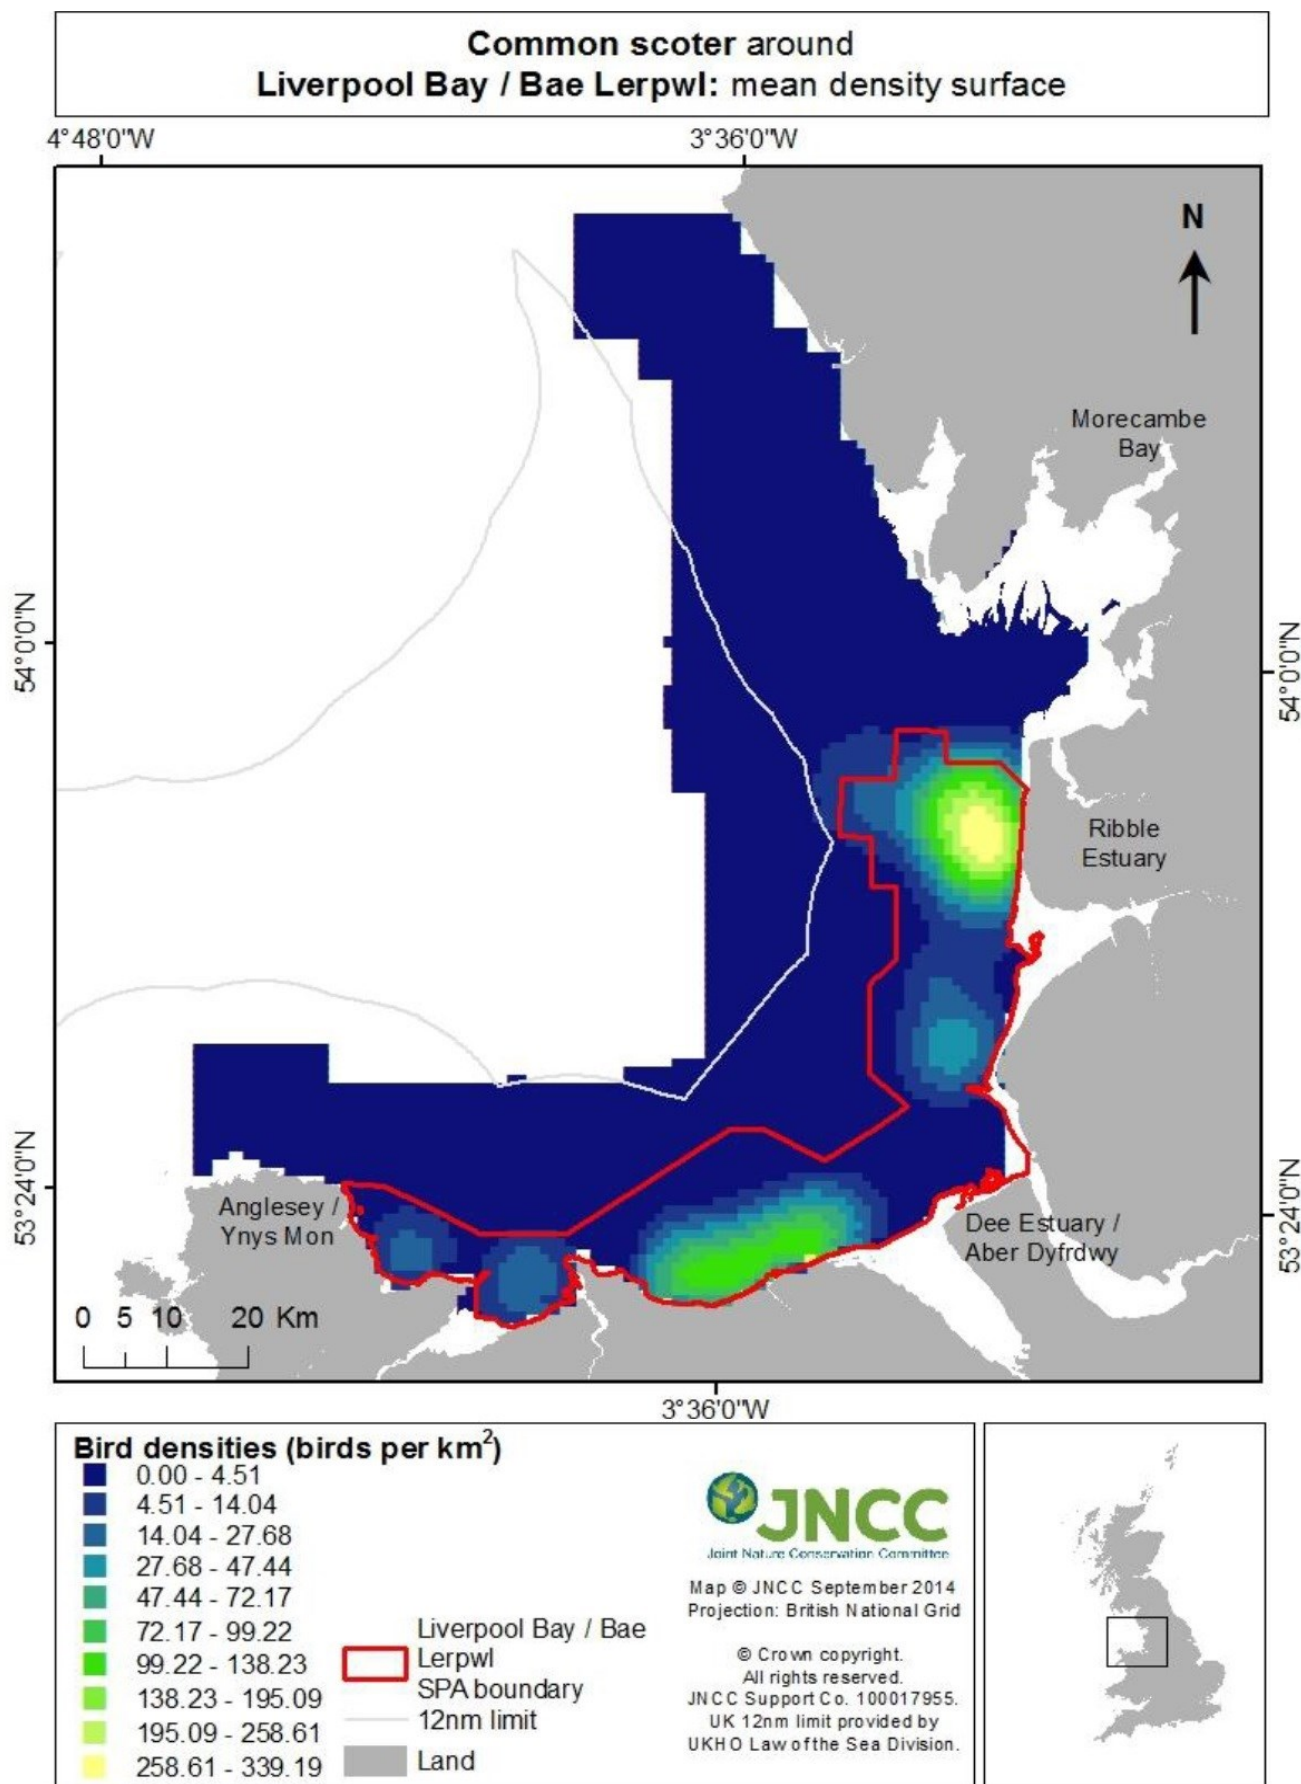 Common scoter around
Liverpool Bay / Bae Lerpwl: mean density surface
4°48'0"W
3°36'0"W
N
Morecambe
Bay
54°0'0"N
54°0'0"N
Ribble
Estuary
53°24'0"N
53°24'0"N
Anglesey /
Ynys Mon
Dee Estuary /
Aber Dyfrdwy
0 5 10 20 Km
3°36'0"W
Bird densities (birds per km²)
0.00 - 4.51
4.51 - 14.04
14.04 - 27.68
27.68 - 47.44
47.44 - 72.17
72.17 - 99.22
99.22 - 138.23
138.23 - 195.09
195.09 - 258.61
258.61 - 339.19
Liverpool Bay / Bae
Lerpwl
SPA boundary
12nm limit
Land
JNCC
Joint Nature Conservation Committee
Map © JNCC September 2014
Projection: British National Grid
© Crown copyright.
All rights reserved.
JNCC Support Co. 100017955.
UK 12nm limit provided by
UKHO Law of the Sea Division.